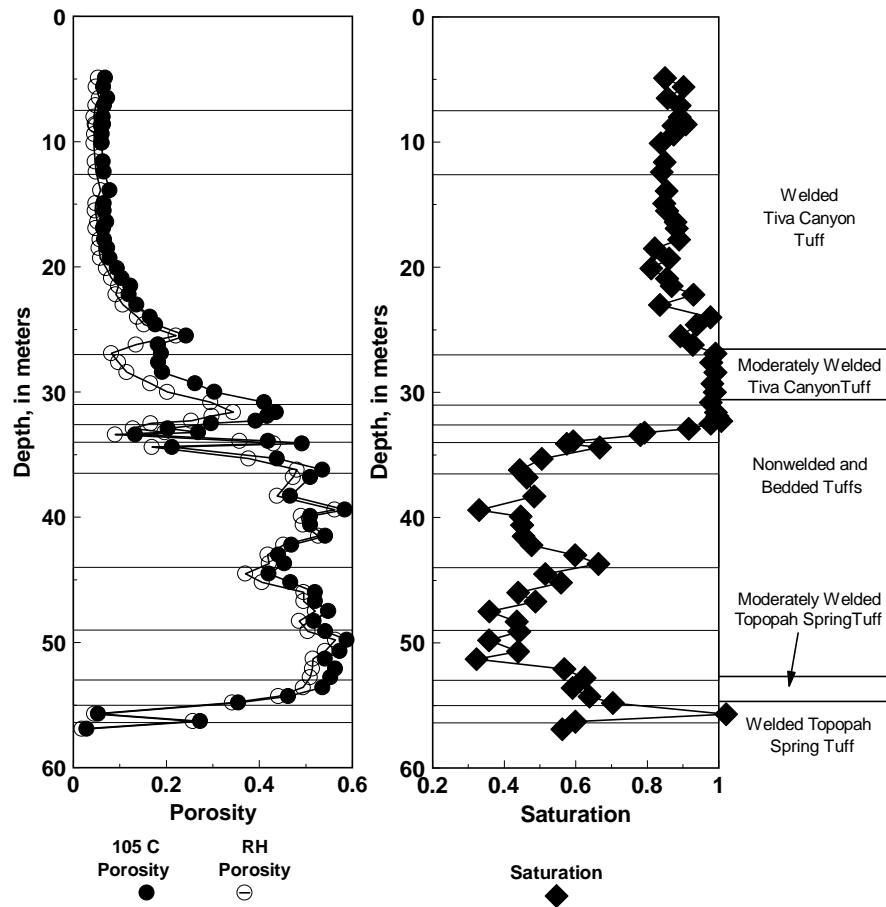 0
10
20
30
40
50
60
Depth, in meters
0
0.2
0.4
0.6
Porosity
105 C
Porosity
RH
Porosity
0
10
20
30
40
50
60
Depth, in meters
0.2
0.4
0.6
0.8
1
Saturation
Saturation
Welded
Tiva Canyon
Tuff
Moderately Welded
Tiva CanyonTuff
Nonwelded and
Bedded Tuffs
Moderately Welded
Topopah SpringTuff
Welded Topopah
Spring Tuff